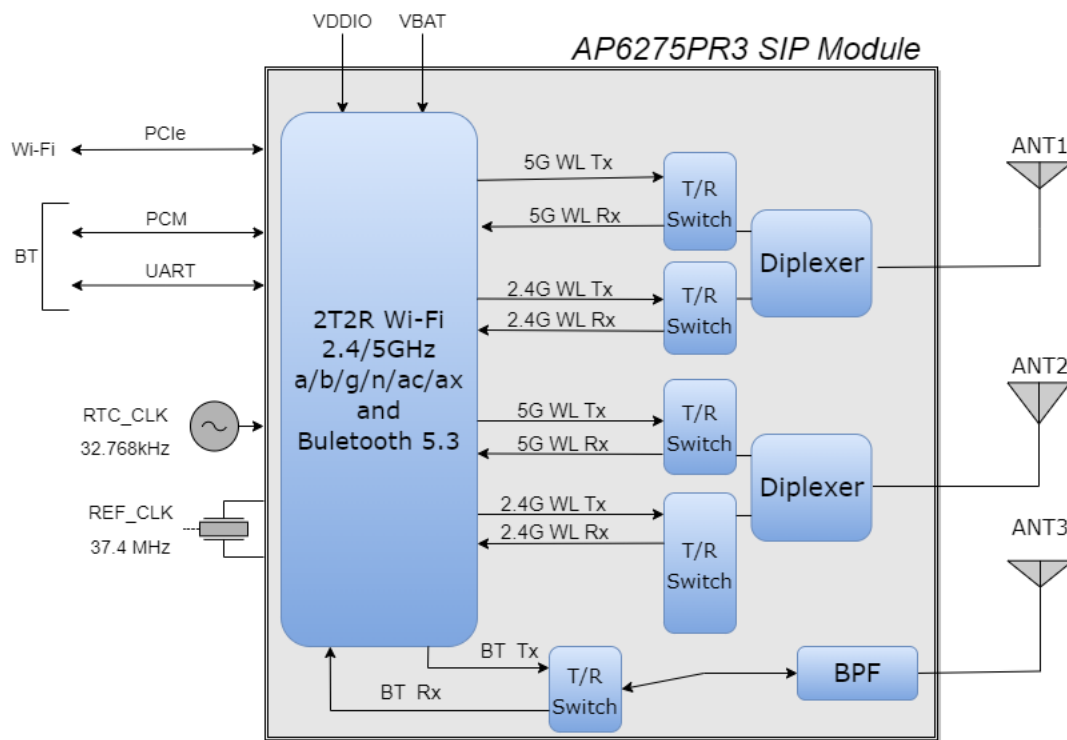 VDDIO
VBAT
AP6275PR3 SIP Module
Wi-Fi
PCIe
BT
PCM
UART
RTC_CLK
32.768kHz
REF_CLK
37.4 MHz
2T2R Wi-Fi
2.4/5GHz
a/b/g/n/ac/ax
and
Buletooth 5.3
5G WL Tx
5G WL Rx
T/R
Switch
2.4G WL Tx
2.4G WL Rx
T/R
Switch
Diplexer
ANT1
5G WL Tx
5G WL Rx
T/R
Switch
2.4G WL Tx
2.4G WL Rx
T/R
Switch
Diplexer
ANT2
BT Tx
BT Rx
T/R
Switch
BPF
ANT3